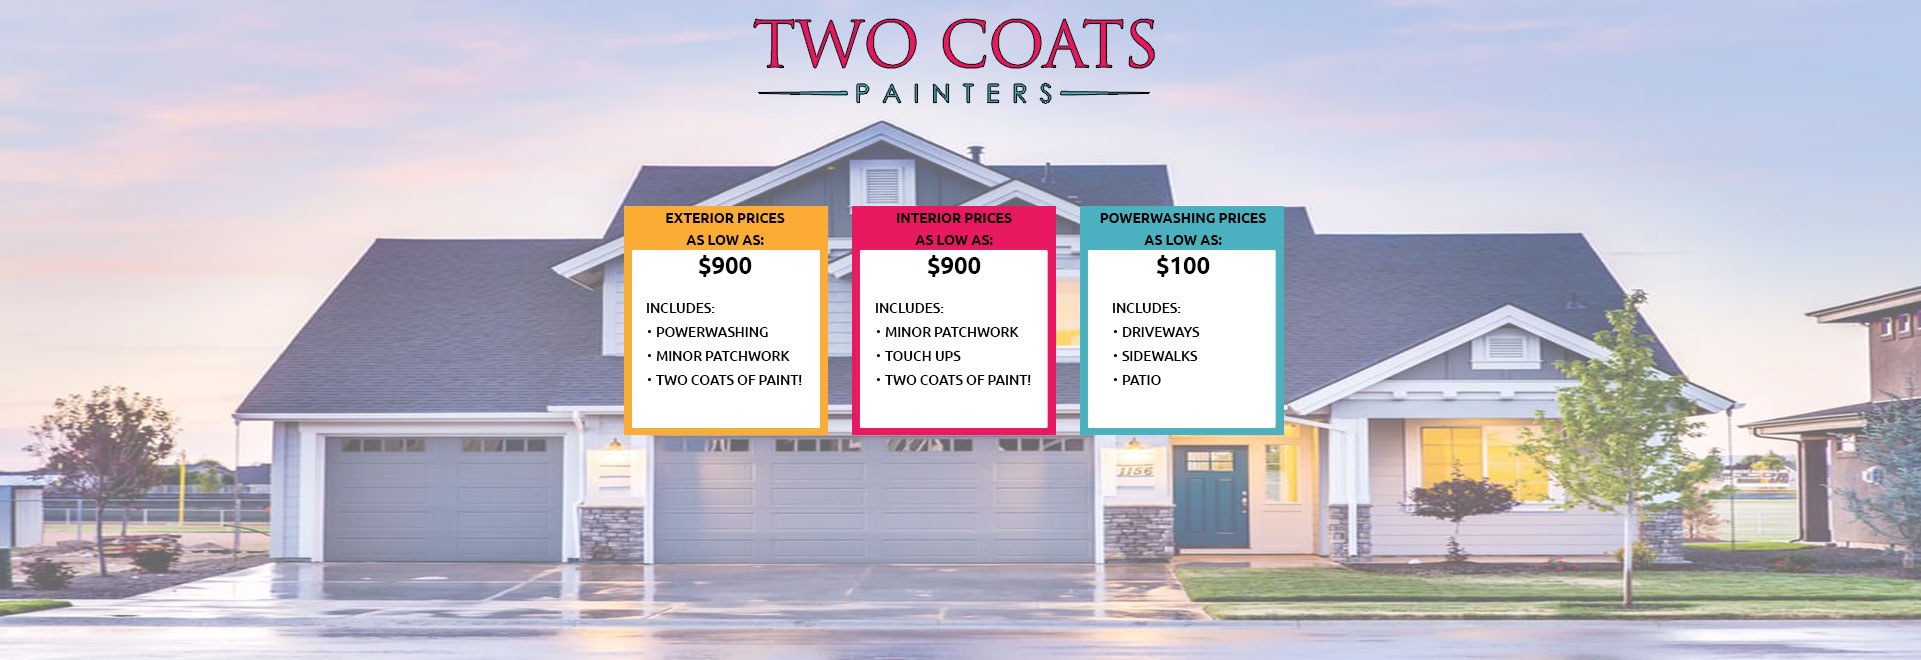 TWO COATS
PAINTERS
EXTERIOR PRICES
AS LOW AS:
$900
INCLUDES:
• POWERWASHING
• MINOR PATCHWORK
• TWO COATS OF PAINT!
INTERIOR PRICES
AS LOW AS:
$900
INCLUDES:
• MINOR PATCHWORK
• TOUCH UPS
• TWO COATS OF PAINT!
POWERWASHING PRICES
AS LOW AS:
$100
INCLUDES:
• DRIVEWAYS
• SIDEWALKS
• PATIO
1156